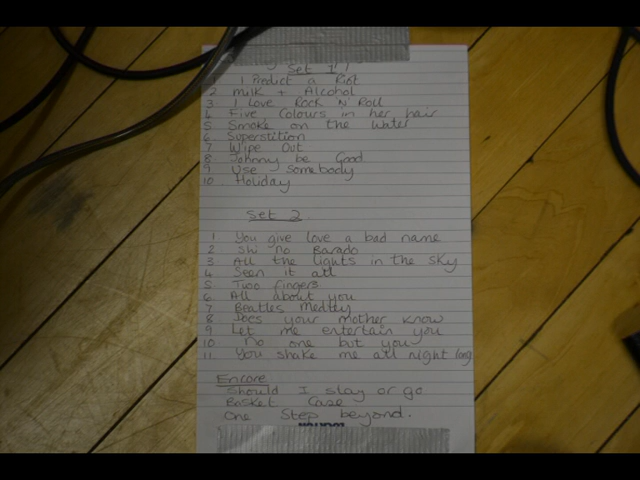 Set 1
1 I Predict a Riot
2 Milk + Alcohol
3 I Love Rock N Roll
4 Five Colours in her hair
5 Smoke on the Water
6 Superstition
7 Wipe Out
8 Johnny be Good
9 Use Somebody
10 Holiday
Set 2
1 You give love a bad name
2 Shi no Barado
3 All the lights in the sky
4 Seen it all
5 Two fingers
6 All about you
7 Beatles Medley
8 Does your mother know
9 Let me entertain you
10 no one but you
11 You shake me all night long
Encore
Should I stay or go
Basket Case
One Step beyond.